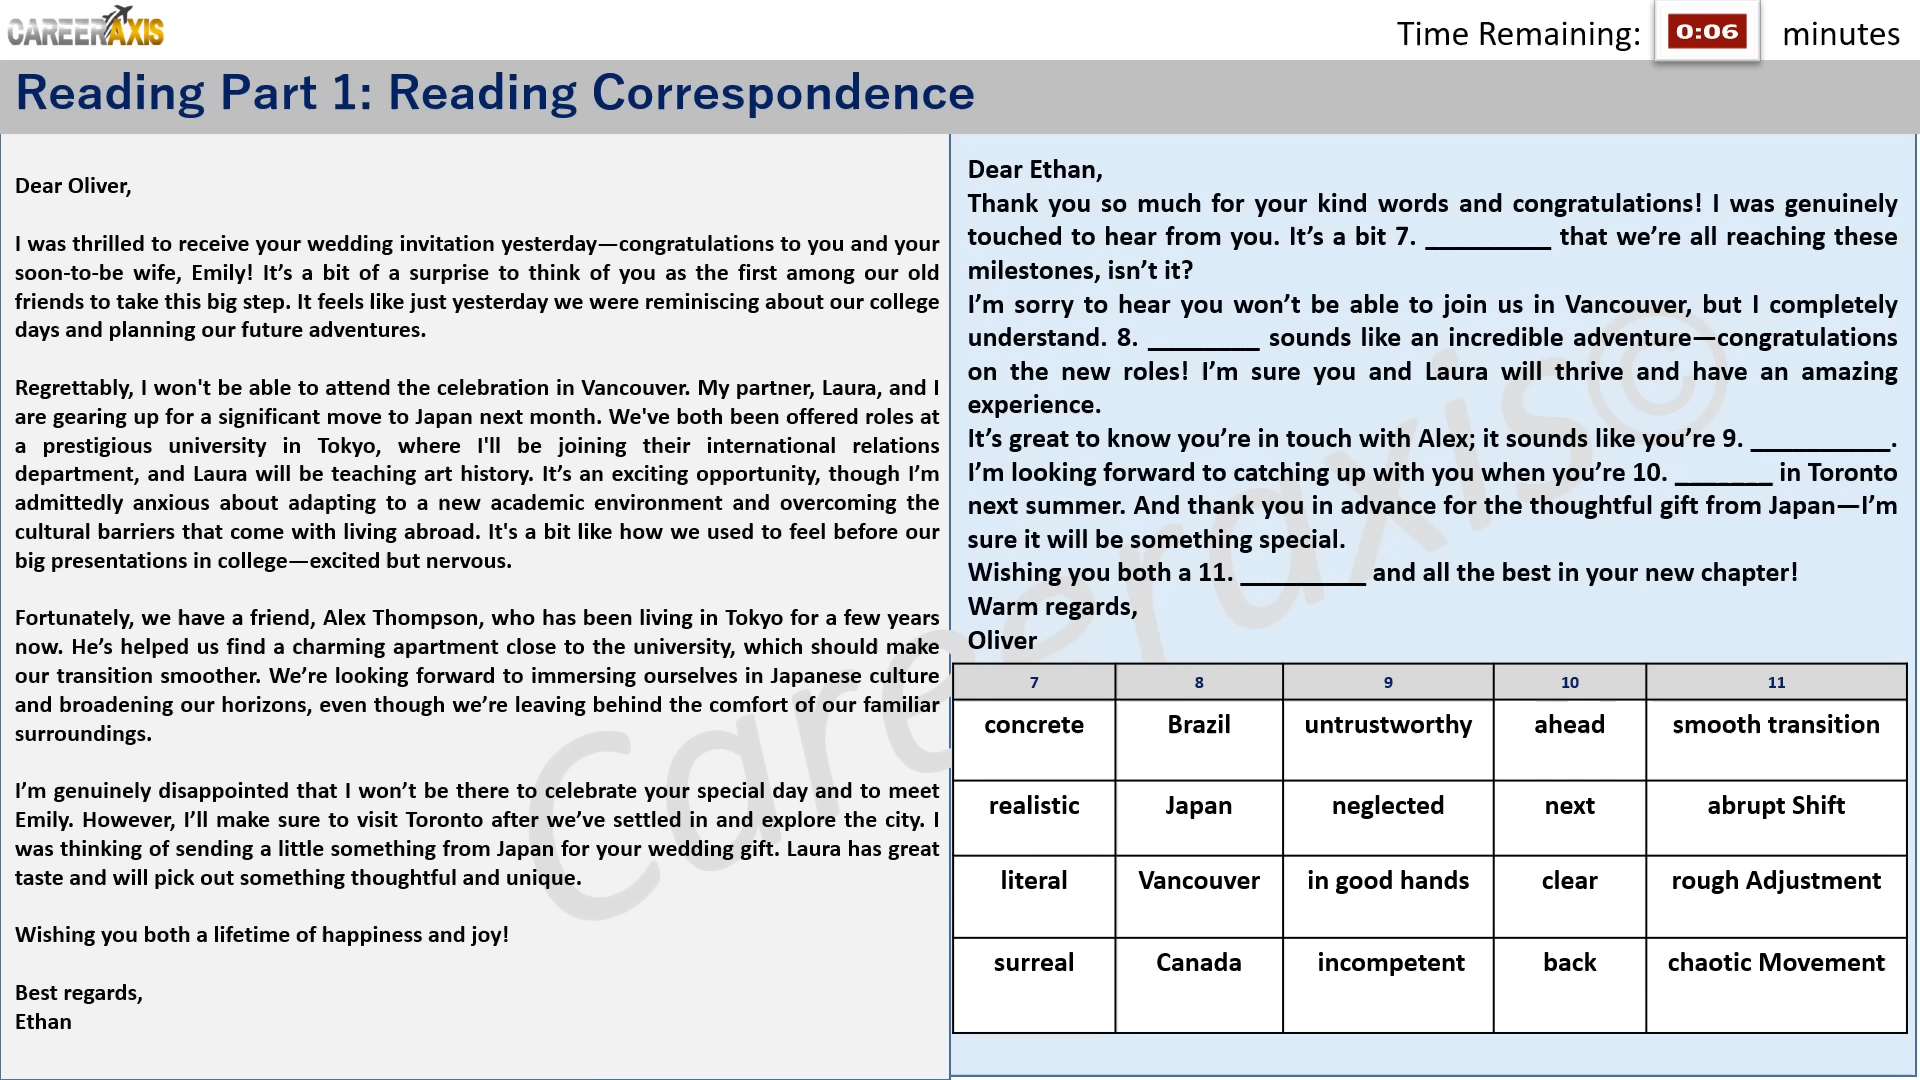 CAREERAXIS
Time Remaining: 0:06 minutes
Reading Part 1: Reading Correspondence
Dear Oliver,
I was thrilled to receive your wedding invitation yesterday—congratulations to you and your
soon-to-be wife, Emily! It’s a bit of a surprise to think of you as the first among our old
friends to take this big step. It feels like just yesterday we were reminiscing about our college
days and planning our future adventures.
Regrettably, I won't be able to attend the celebration in Vancouver. My partner, Laura, and I
are gearing up for a significant move to Japan next month. We've both been offered roles at
a prestigious university in Tokyo, where I'll be joining their international relations
department, and Laura will be teaching art history. It’s an exciting opportunity, though I’m
admittedly anxious about adapting to a new academic environment and overcoming the
cultural barriers that come with living abroad. It's a bit like how we used to feel before our
big presentations in college—excited but nervous.
Fortunately, we have a friend, Alex Thompson, who has been living in Tokyo for a few years
now. He’s helped us find a charming apartment close to the university, which should make
our transition smoother. We’re looking forward to immersing ourselves in Japanese culture
and broadening our horizons, even though we’re leaving behind the comfort of our familiar
surroundings.
I’m genuinely disappointed that I won’t be there to celebrate your special day and to meet
Emily. However, I’ll make sure to visit Toronto after we’ve settled in and explore the city. I
was thinking of sending a little something from Japan for your wedding gift. Laura has great
taste and will pick out something thoughtful and unique.
Wishing you both a lifetime of happiness and joy!
Best regards,
Ethan
Dear Ethan,
Thank you so much for your kind words and congratulations! I was genuinely
touched to hear from you. It’s a bit 7. _________ that we’re all reaching these
milestones, isn’t it?
I’m sorry to hear you won’t be able to join us in Vancouver, but I completely
understand. 8. ________ sounds like an incredible adventure—congratulations
on the new roles! I’m sure you and Laura will thrive and have an amazing
experience.
It’s great to know you’re in touch with Alex; it sounds like you’re 9. __________.
I’m looking forward to catching up with you when you’re 10. _______ in Toronto
next summer. And thank you in advance for the thoughtful gift from Japan—I’m
sure it will be something special.
Wishing you both a 11. _________ and all the best in your new chapter!
Warm regards,
Oliver
7 8 9 10 11
concrete Brazil untrustworthy ahead smooth transition
realistic Japan neglected next abrupt Shift
literal Vancouver in good hands clear rough Adjustment
surreal Canada incompetent back chaotic Movement
Careeraxis©